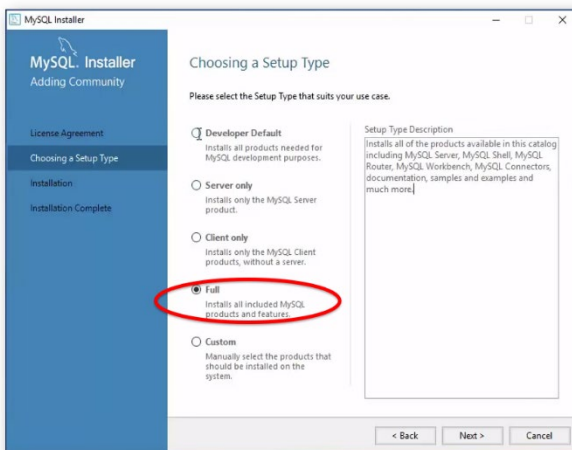 MySQL Installer
MySQL. Installer
Adding Community
License Agreement
Choosing a Setup Type
Installation
Installation Complete
Choosing a Setup Type
Please select the Setup Type that suits your use case.
Developer Default
Installs all products needed for
MySQL development purposes.
Server only
Installs only the MySQL Server
product.
Client only
Installs only the MySQL Client
products, without a server.
Full
Installs all included MySQL
products and features.
Custom
Manually select the products that
should be installed on the
system.
Setup Type Description
Installs all of the products available in this catalog
including MySQL Server, MySQL Shell, MySQL
Router, MySQL Workbench, MySQL Connectors,
documentation, samples and examples and
much more.
< Back
Next >
Cancel